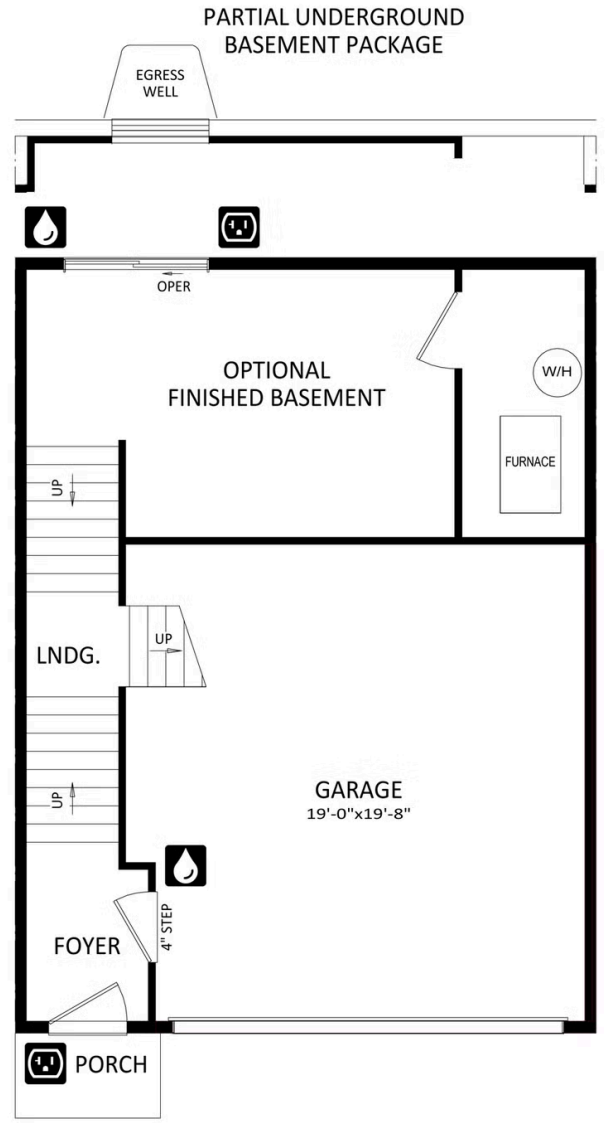 PARTIAL UNDERGROUND
BASEMENT PACKAGE
EGRESS
WELL
OPER
OPTIONAL
FINISHED BASEMENT
W/H
FURNACE
UP
UP
LNDG.
UP
GARAGE
19'-0"x19'-8"
4" STEP
FOYER
PORCH